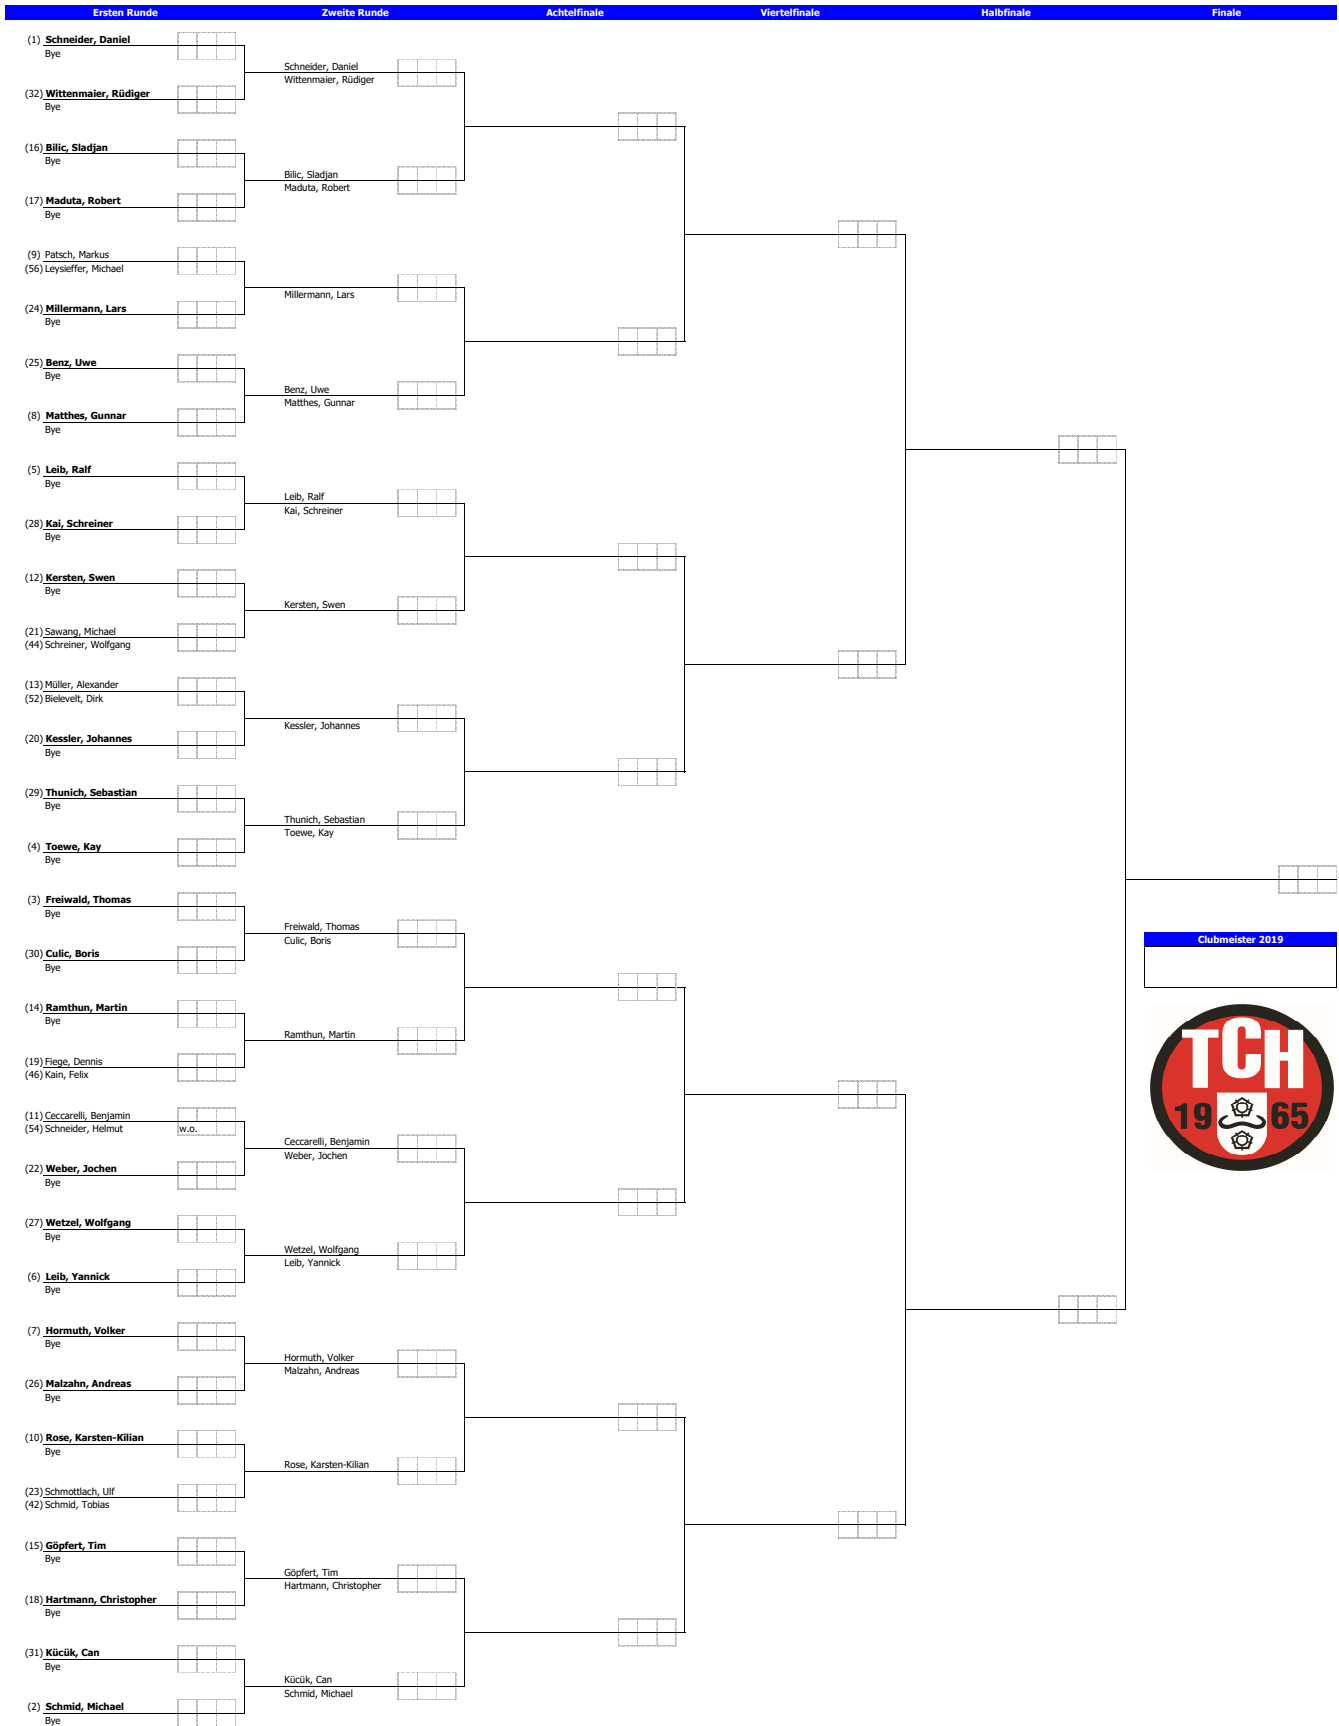 Ersten Runde Zweite Runde Achtelfinale Viertelfinale Halbfinale Finale
(1) Schneider, Daniel
Bye
(32) Wittenmaier, Rüdiger
Bye
(16) Bilic, Sladjan
Bye
(17) Maduta, Robert
Bye
(9) Patsch, Markus
(56) Leysieffer, Michael
(24) Millermann, Lars
Bye
(25) Benz, Uwe
Bye
(8) Matthes, Gunnar
Bye
(5) Leib, Ralf
Bye
(28) Kai, Schreiner
Bye
(12) Kersten, Swen
Bye
(21) Sawang, Michael
(44) Schreiner, Wolfgang
(13) Müller, Alexander
(52) Bielevelt, Dirk
(20) Kessler, Johannes
Bye
(29) Thunich, Sebastian
Bye
(4) Toewe, Kay
Bye
(3) Freiwald, Thomas
Bye
(30) Culic, Boris
Bye
(14) Ramthun, Martin
Bye
(19) Fiege, Dennis
(46) Kain, Felix
(11) Ceccarelli, Benjamin
(54) Schneider, Helmut w.o.
(22) Weber, Jochen
Bye
(27) Wetzel, Wolfgang
Bye
(6) Leib, Yannick
Bye
(7) Hormuth, Volker
Bye
(26) Malzahn, Andreas
Bye
(10) Rose, Karsten-Kilian
Bye
(23) Schmottlach, Ulf
(42) Schmid, Tobias
(15) Göpfert, Tim
Bye
(18) Hartmann, Christopher
Bye
(31) Kücük, Can
Bye
(2) Schmid, Michael
Bye
Schneider, Daniel
Wittenmaier, Rüdiger
Bilic, Sladjan
Maduta, Robert
Millermann, Lars
Benz, Uwe
Matthes, Gunnar
Leib, Ralf
Kai, Schreiner
Kersten, Swen
Kessler, Johannes
Thunich, Sebastian
Toewe, Kay
Freiwald, Thomas
Culic, Boris
Ramthun, Martin
Ceccarelli, Benjamin
Weber, Jochen
Wetzel, Wolfgang
Leib, Yannick
Hormuth, Volker
Malzahn, Andreas
Rose, Karsten-Kilian
Göpfert, Tim
Hartmann, Christopher
Kücük, Can
Schmid, Michael
Clubmeister 2019
TCH
19 65